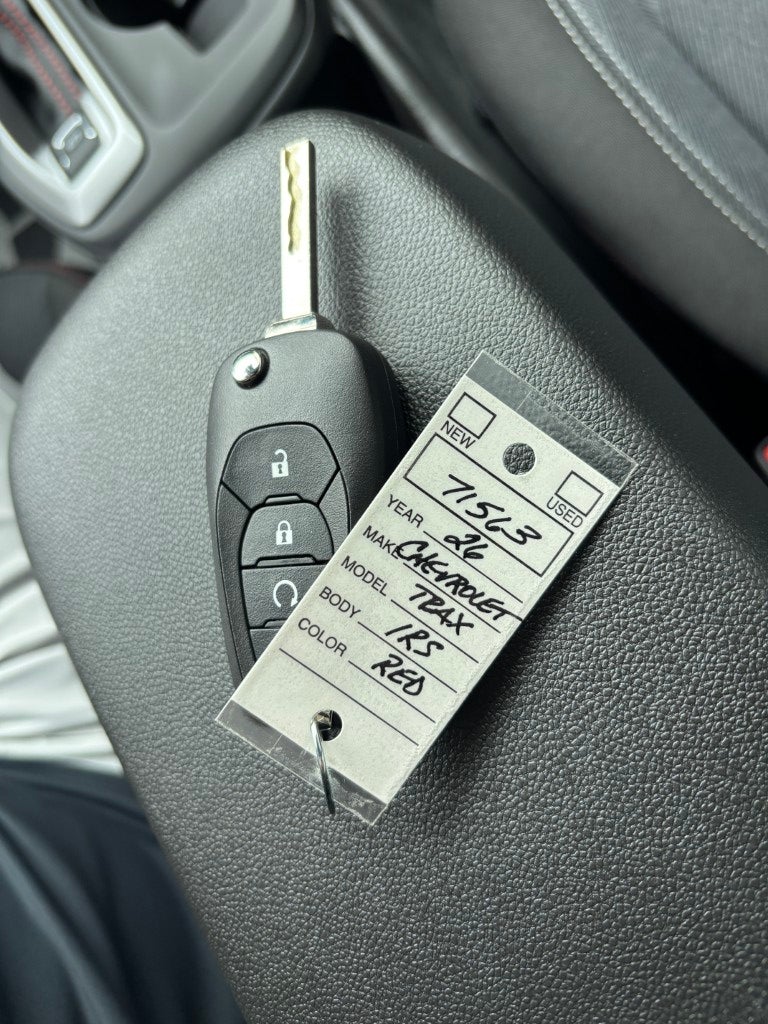 NEW
USED
71563
YEAR 26
MAKE CHEVROLET
MODEL TRAX
BODY 1RS
COLOR RED